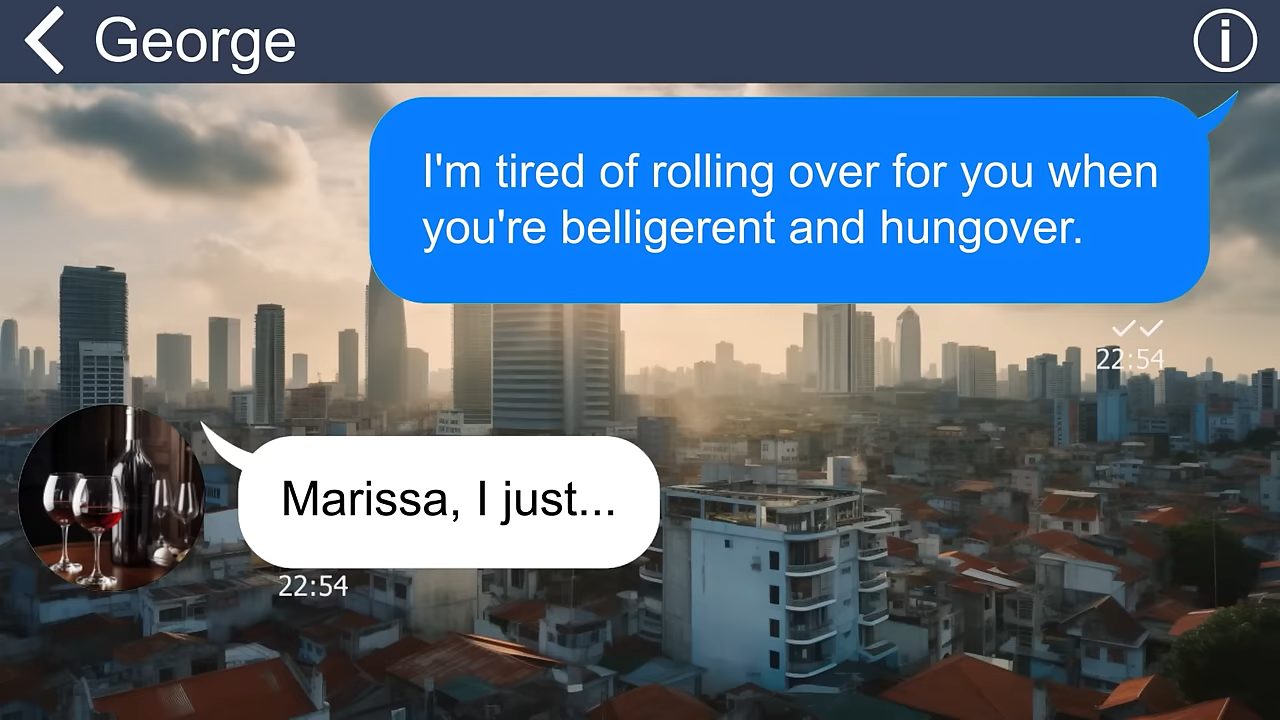 George
I'm tired of rolling over for you when
you're belligerent and hungover.
22:54
Marissa, I just...
22:54